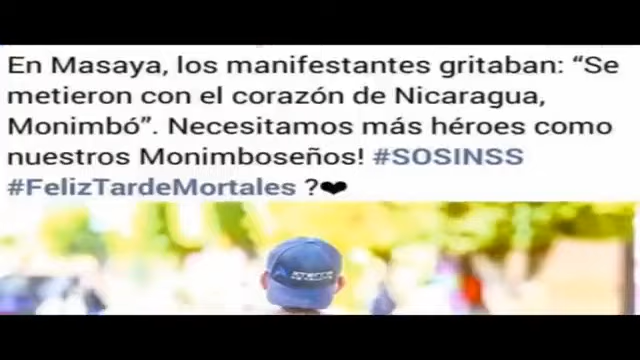 En Masaya, los manifestantes gritaban: “Se
metieron con el corazón de Nicaragua,
Monimbó”. Necesitamos más héroes como
nuestros Monimboseños! #SOSINSS
#FelizTardeMortales ?❤